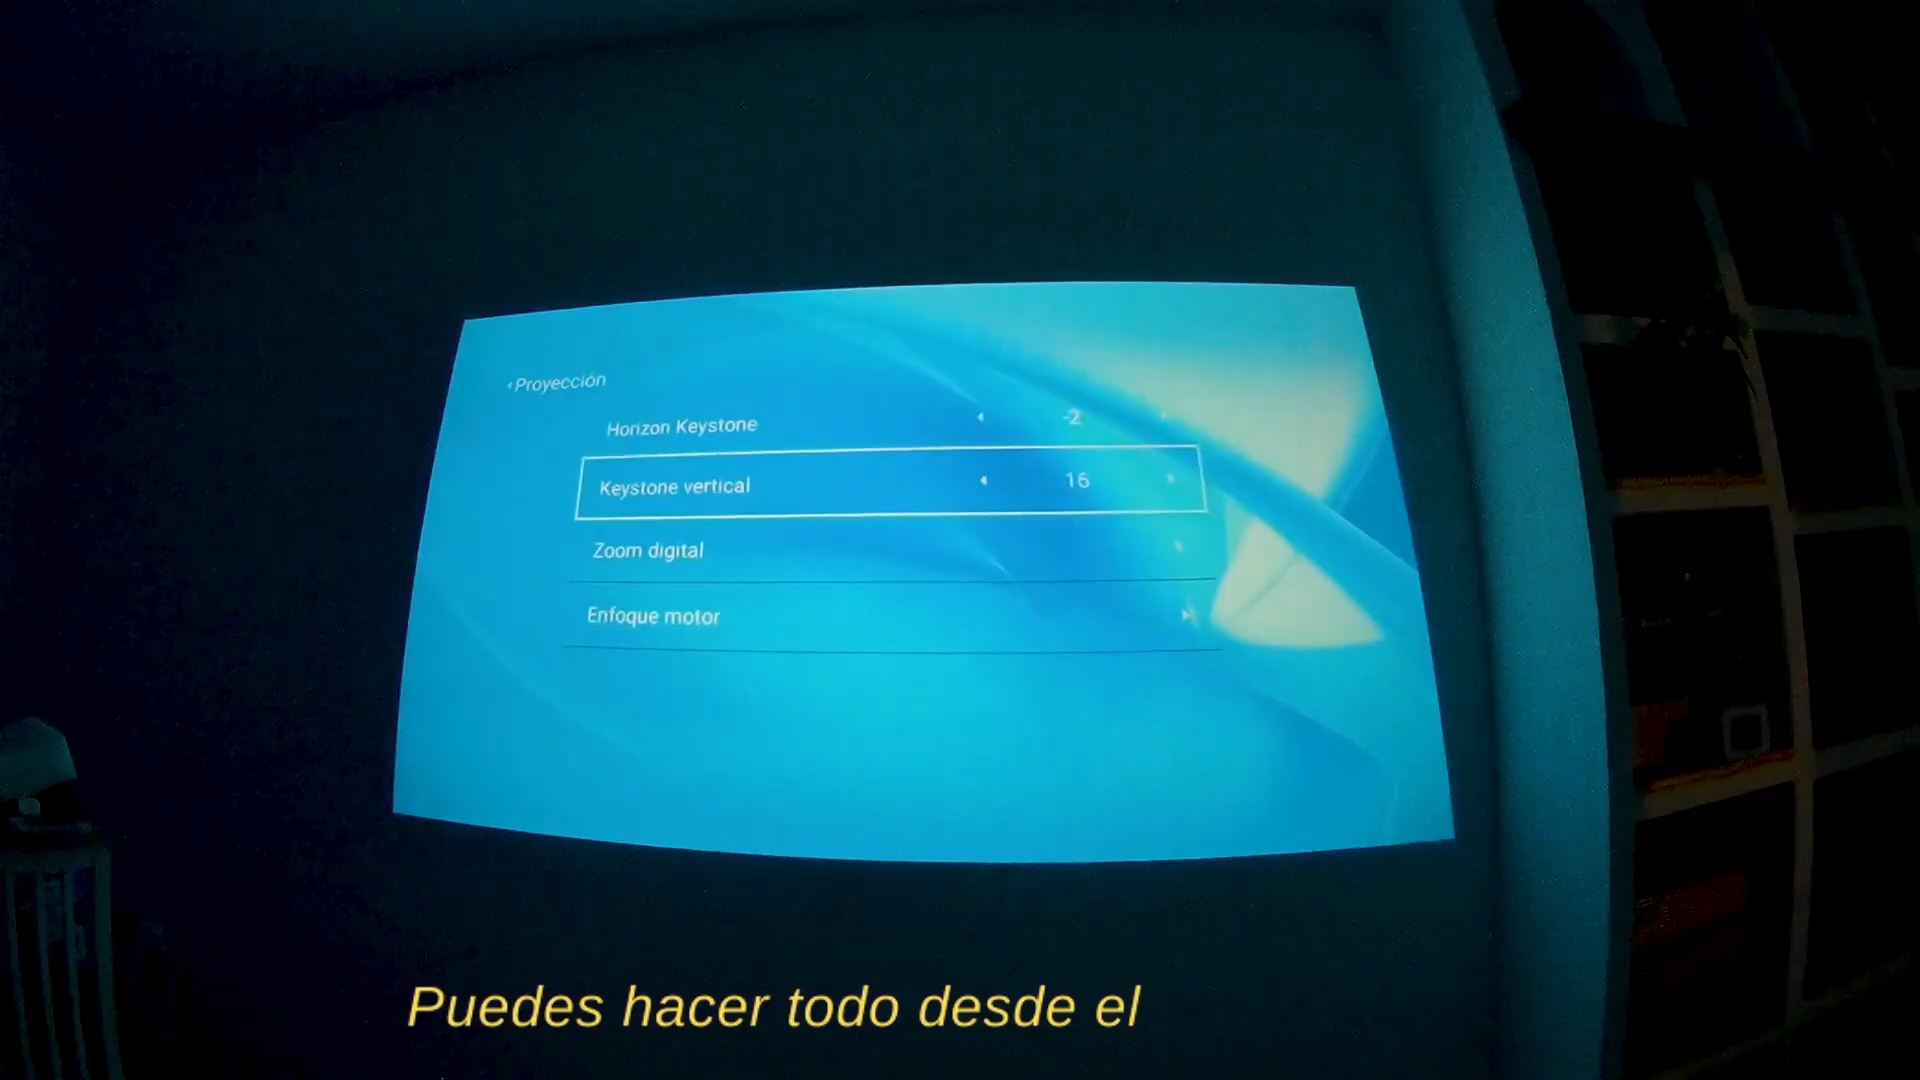 Proyección
Horizon Keystone -2
Keystone vertical 16
Zoom digital
Enfoque motor
Puedes hacer todo desde el